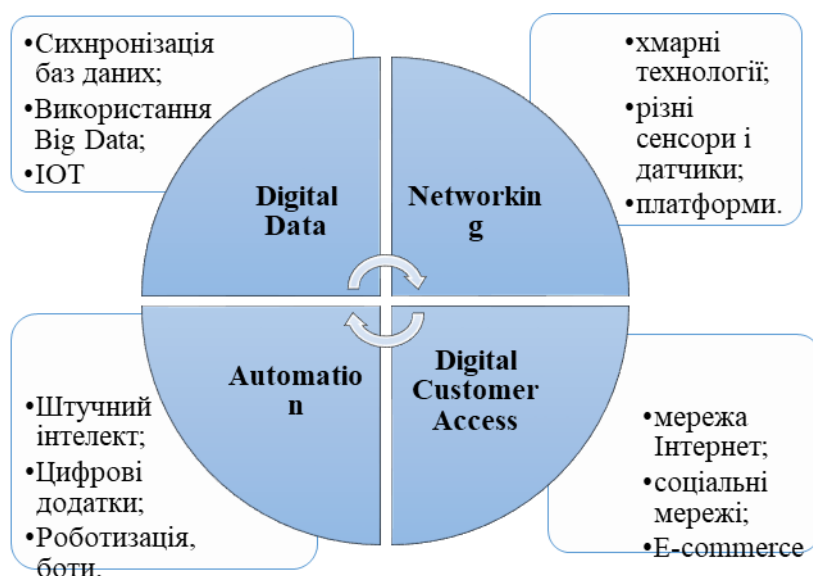 •Сихнронізація
баз даних;
•Використання
Big Data;
•IOT
•хмарні
технології;
•різні
сенсори і
датчики;
•платформи.
Digital
Data
Networkin
g
Automatio
n
Digital
Customer
Access
•Штучний
інтелект;
•Цифрові
додатки;
•Роботизація,
боти.
•мережа
Інтернет;
•соціальні
мережі;
•E-commerce